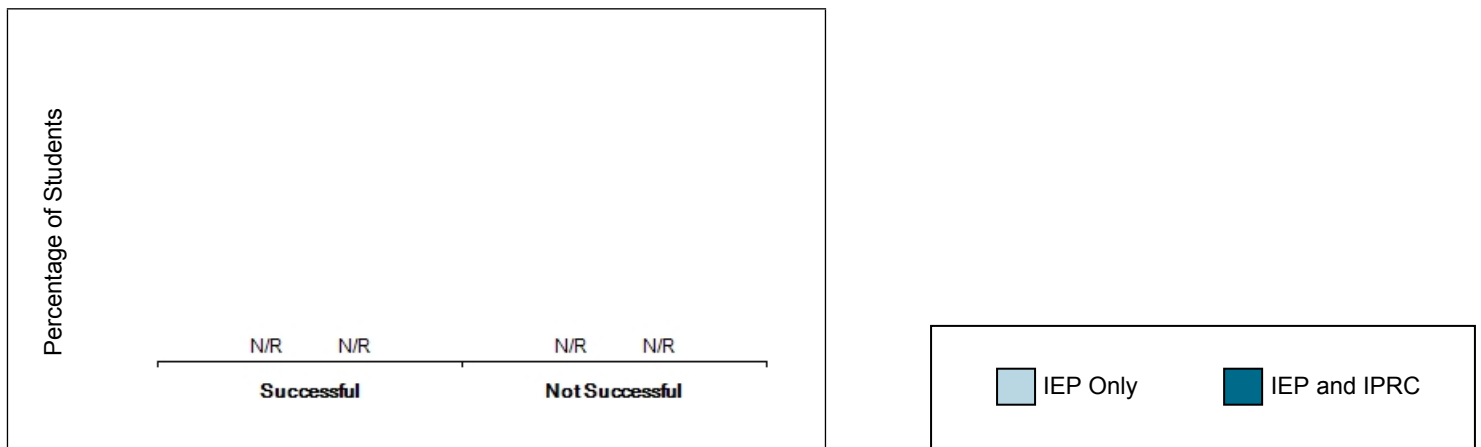 Percentage of Students
N/R N/R N/R N/R
Successful Not Successful
IEP Only IEP and IPRC